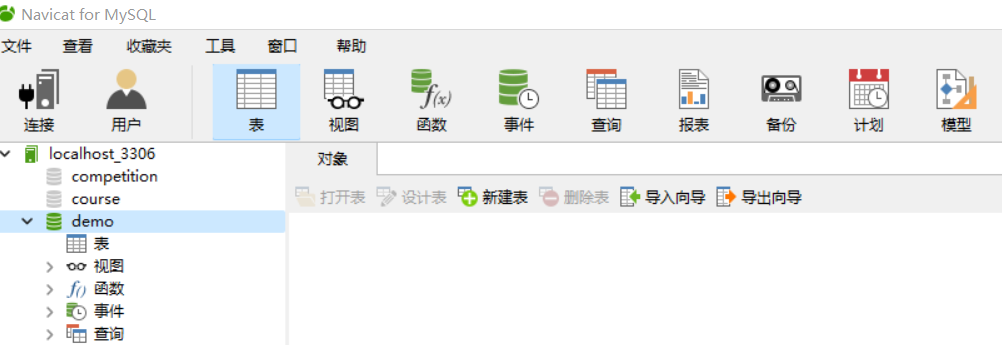 Navicat for MySQL
文件 查看 收藏夹 工具 窗口 帮助
f(x)
连接 用户 表 视图 函数 事件 查询 报表 备份 计划 模型
localhost_3306
competition
course
demo
表
视图
f() 函数
事件
查询
对象
打开表 设计表 新建表 删除表 导入向导 导出向导